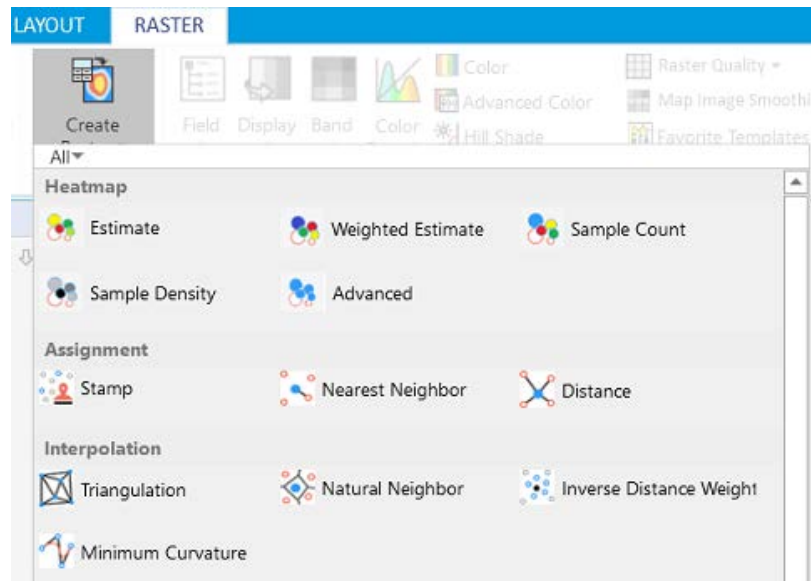 LAYOUT RASTER
Create Field Display Band Color
Color Raster Quality
Advanced Color Map Image Smoothi
Hill Shade Favorite Templates
All
Heatmap
Estimate Weighted Estimate Sample Count
Sample Density Advanced
Assignment
Stamp Nearest Neighbor Distance
Interpolation
Triangulation Natural Neighbor Inverse Distance Weight
Minimum Curvature